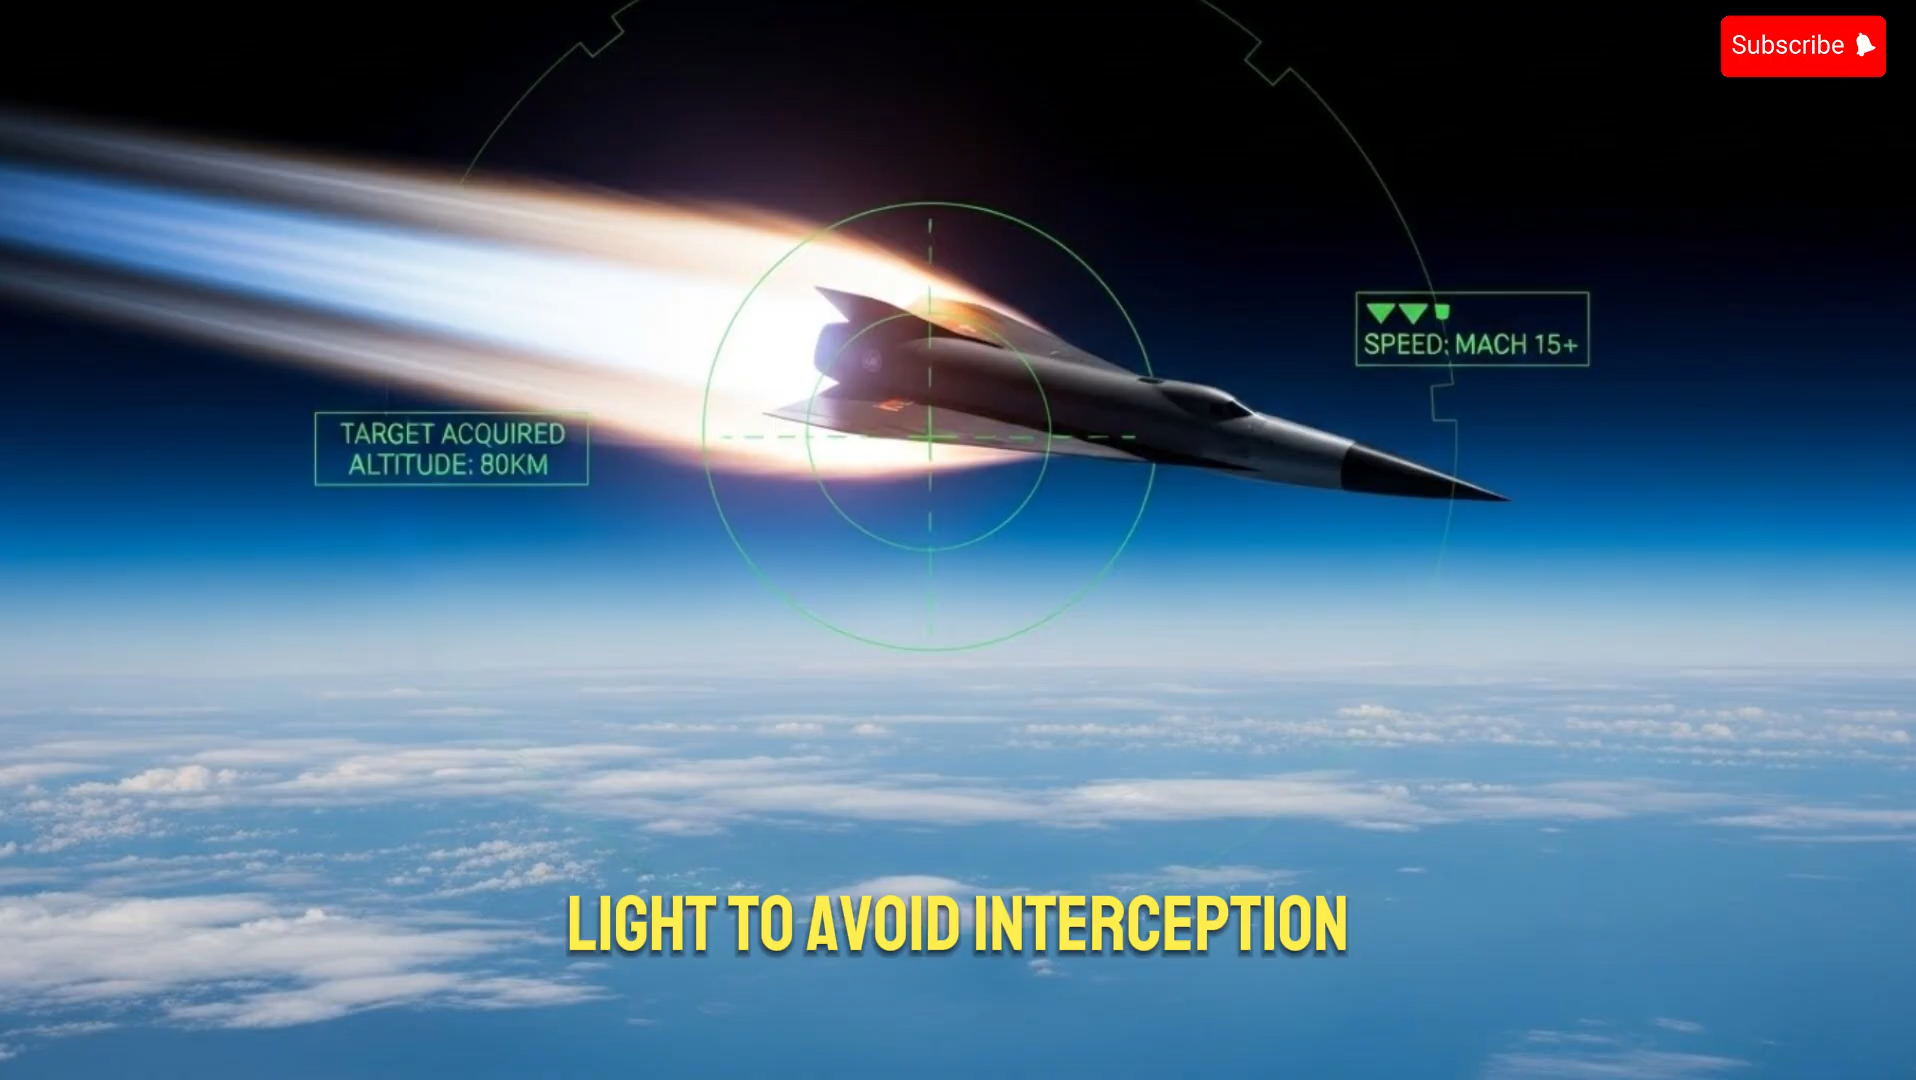 Subscribe
SPEED: MACH 15+
TARGET ACQUIRED
ALTITUDE: 80KM
LIGHT TO AVOID INTERCEPTION